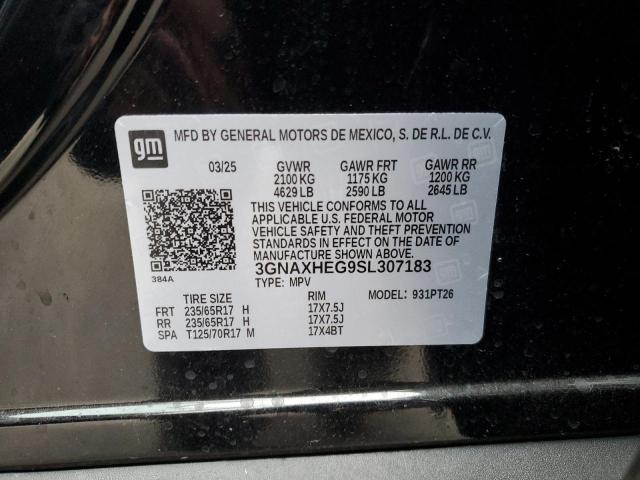 gm MFD BY GENERAL MOTORS DE MEXICO, S. DE R.L. DE C.V.
03/25 GVWR GAWR FRT GAWR RR
2100 KG 1175 KG 1200 KG
4629 LB 2590 LB 2645 LB
THIS VEHICLE CONFORMS TO ALL
APPLICABLE U.S. FEDERAL MOTOR
VEHICLE SAFETY AND THEFT
PREVENTION STANDARDS IN
EFFECT ON THE DATE OF
MANUFACTURE SHOWN ABOVE.
384A
3GNAXHEG9SL307183
TYPE: MPV
TIRE SIZE RIM MODEL: 931PT26
FRT 235/65R17 H 17X7.5J
RR 235/65R17 H 17X7.5J
SPA T125/70R17 M 17X4BT